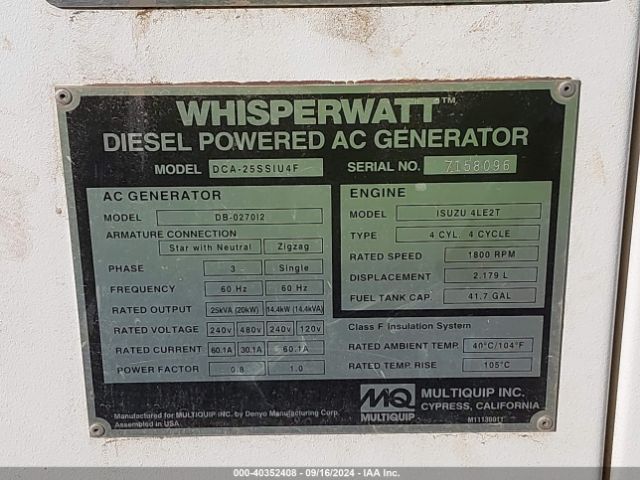 WHISPERWATT™
DIESEL POWERED AC GENERATOR
MODEL DCA-25SSIU4F SERIAL NO. 7158096
AC GENERATOR
MODEL DB-0270I2
ARMATURE CONNECTION
Star with Neutral Zigzag
PHASE 3 Single
FREQUENCY 60 Hz 60 Hz
RATED OUTPUT 25kVA (20kW) 14.4kW (14.4kVA)
RATED VOLTAGE 240V 480V 240V 120V
RATED CURRENT 60.1A 30.1A 60.1A
POWER FACTOR 0.8 1.0
ENGINE
MODEL ISUZU 4LE2T
TYPE 4 CYL. 4 CYCLE
RATED SPEED 1800 RPM
DISPLACEMENT 2.179 L
FUEL TANK CAP. 41.7 GAL
Class F Insulation System
RATED AMBIENT TEMP. 40°C/104°F
RATED TEMP. RISE 105°C
Manufactured for MULTIQUIP INC. by Denyo Manufacturing Corp.
Assembled in USA.
MQ
MULTIQUIP
MULTIQUIP INC.
CYPRESS, CALIFORNIA
000-40352408 - 09/16/2024 - IAA Inc.